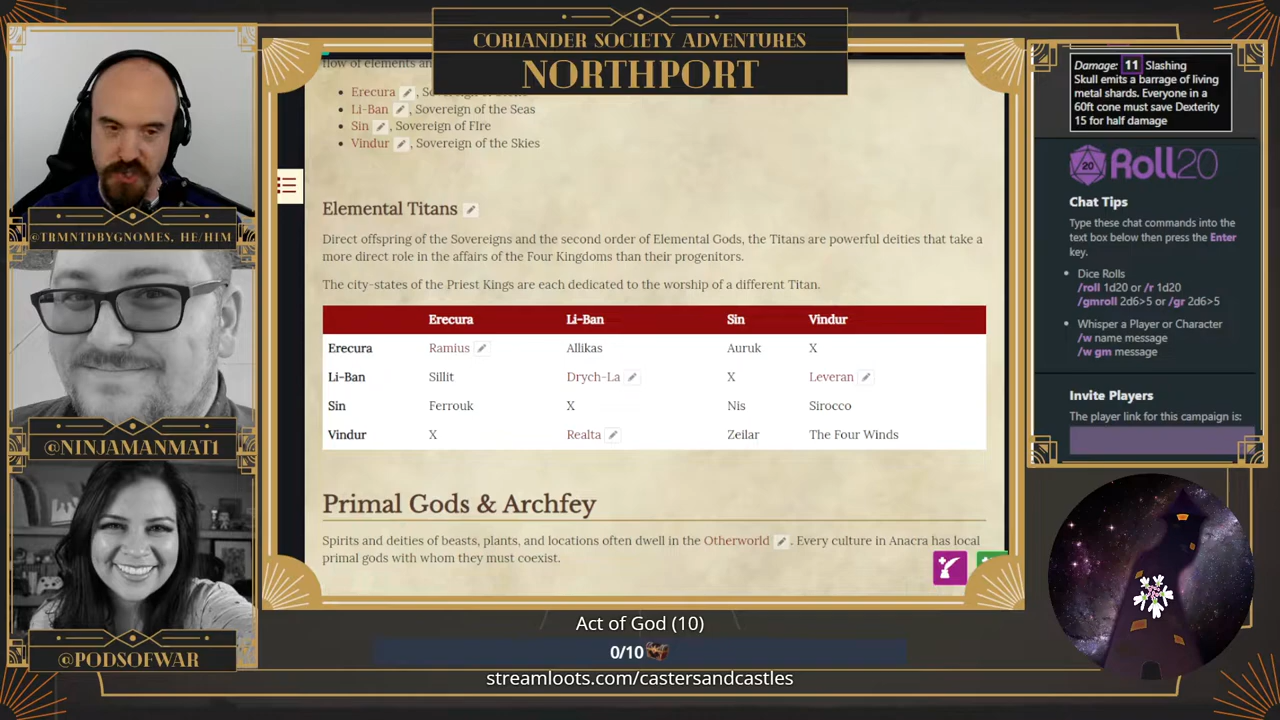 CORIANDER SOCIETY ADVENTURES
NORTHPORT
@TRMNTDBYGNOMES, HE/HIM
@NINJAMANMAT1
@PODSOFWAR
flow of elements an
Erecura, So
Li-Ban, Sovereign of the Seas
Sin, Sovereign of FIre
Vindur, Sovereign of the Skies
Elemental Titans
Direct offspring of the Sovereigns and the second order of Elemental Gods, the Titans are powerful deities that take a
more direct role in the affairs of the Four Kingdoms than their progenitors.
The city-states of the Priest Kings are each dedicated to the worship of a different Titan.
Erecura Li-Ban Sin Vindur
Erecura Ramius Allikas Auruk X
Li-Ban Sillit Drych-La X Leveran
Sin Ferrouk X Nis Sirocco
Vindur X Realta Zeilar The Four Winds
Primal Gods & Archfey
Spirits and deities of beasts, plants, and locations often dwell in the Otherworld. Every culture in Anacra has local
primal gods with whom they must coexist.
Damage: 11 Slashing
Skull emits a barrage of living
metal shards. Everyone in a
60ft cone must save Dexterity
15 for half damage
20 Roll20
Chat Tips
Type these chat commands into the
text box below then press the Enter
key.
Dice Rolls
/roll 1d20 or /r 1d20
/gmroll 2d6>5 or /gr 2d6>5
Whisper a Player or Character
/w name message
/w gm message
Invite Players
The player link for this campaign is:
Act of God (10)
0/10
streamloots.com/castersandcastles